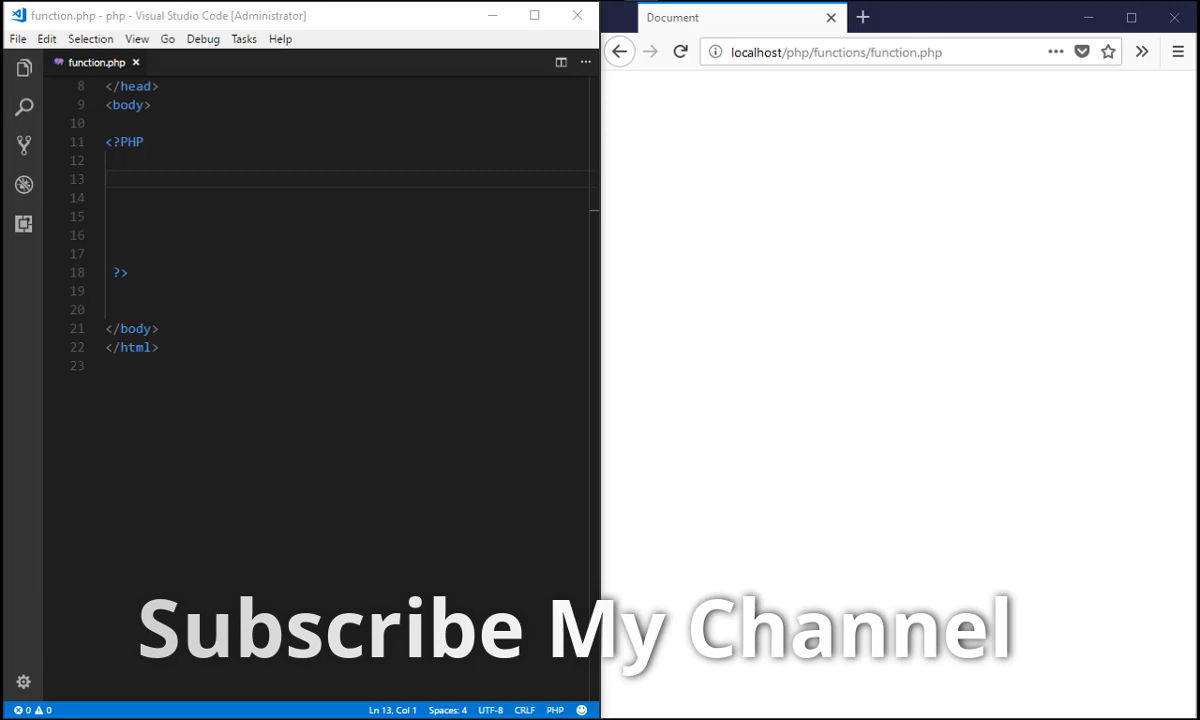 function.php - php - Visual Studio Code [Administrator]
File Edit Selection View Go Debug Tasks Help
function.php
8 </head>
9 <body>
10
11 <?PHP
12
13
14
15
16
17
18 ?>
19
20
21 </body>
22 </html>
23
0 0 Ln 13, Col 1 Spaces: 4 UTF-8 CRLF PHP
Document
localhost/php/functions/function.php
Subscribe My Channel